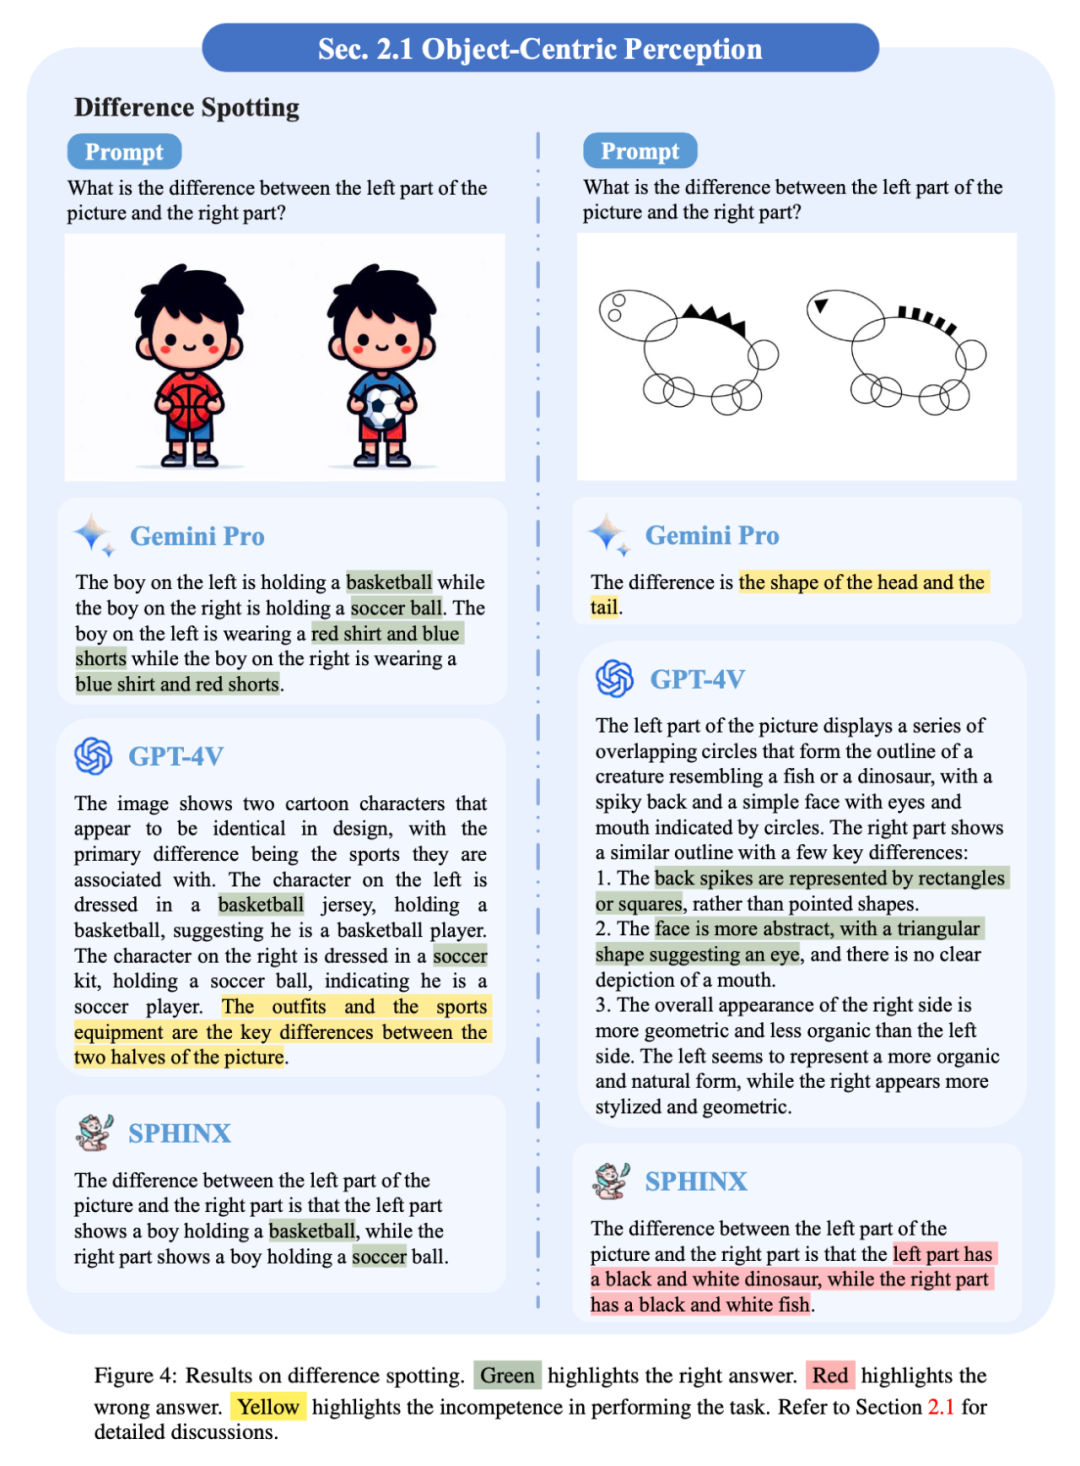 Sec. 2.1 Object-Centric Perception
Difference Spotting
Prompt
What is the difference between the left part of the
picture and the right part?
Gemini Pro
The boy on the left is holding a basketball while
the boy on the right is holding a soccer ball. The
boy on the left is wearing a red shirt and blue
shorts while the boy on the right is wearing a
blue shirt and red shorts.
GPT-4V
The image shows two cartoon characters that
appear to be identical in design, with the
primary difference being the sports they are
associated with. The character on the left is
dressed in a basketball jersey, holding a
basketball, suggesting he is a basketball player.
The character on the right is dressed in a soccer
kit, holding a soccer ball, indicating he is a
soccer player. The outfits and the sports
equipment are the key differences between the
two halves of the picture.
SPHINX
The difference between the left part of the
picture and the right part is that the left part
shows a boy holding a basketball, while the
right part shows a boy holding a soccer ball.
Prompt
What is the difference between the left part of the
picture and the right part?
Gemini Pro
The difference is the shape of the head and the
tail.
GPT-4V
The left part of the picture displays a series of
overlapping circles that form the outline of a
creature resembling a fish or a dinosaur, with a
spiky back and a simple face with eyes and
mouth indicated by circles. The right part shows
a similar outline with a few key differences:
1. The back spikes are represented by rectangles
or squares, rather than pointed shapes.
2. The face is more abstract, with a triangular
shape suggesting an eye, and there is no clear
depiction of a mouth.
3. The overall appearance of the right side is
more geometric and less organic than the left
side. The left seems to represent a more organic
and natural form, while the right appears more
stylized and geometric.
SPHINX
The difference between the left part of the
picture and the right part is that the left part has
a black and white dinosaur, while the right part
has a black and white fish.
Figure 4: Results on difference spotting. Green highlights the right answer. Red highlights the
wrong answer. Yellow highlights the incompetence in performing the task. Refer to Section 2.1 for
detailed discussions.